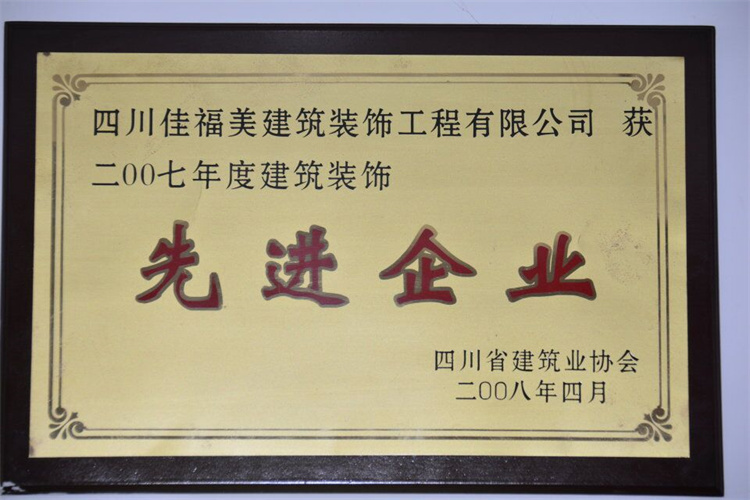 四川佳福美建筑装饰工程有限公司 获
二00七年度建筑装饰
先进企业
四川省建筑业协会
二00八年四月